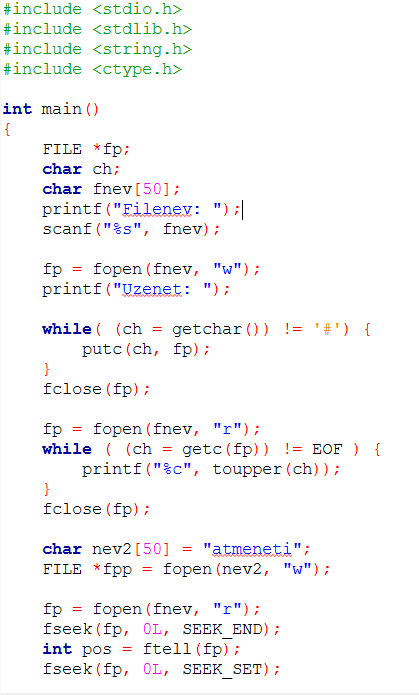 #include <stdio.h>
#include <stdlib.h>
#include <string.h>
#include <ctype.h>

int main()
{
    FILE *fp;
    char ch;
    char fnev[50];
    printf("Filenev: ");
    scanf("%s", fnev);

    fp = fopen(fnev, "w");
    printf("Uzenet: ");

    while( (ch = getchar()) != '#') {
        putc(ch, fp);
    }
    fclose(fp);

    fp = fopen(fnev, "r");
    while ( (ch = getc(fp)) != EOF ) {
        printf("%c", toupper(ch));
    }
    fclose(fp);

    char nev2[50] = "atmeneti";
    FILE *fpp = fopen(nev2, "w");

    fp = fopen(fnev, "r");
    fseek(fp, 0L, SEEK_END);
    int pos = ftell(fp);
    fseek(fp, 0L, SEEK_SET);